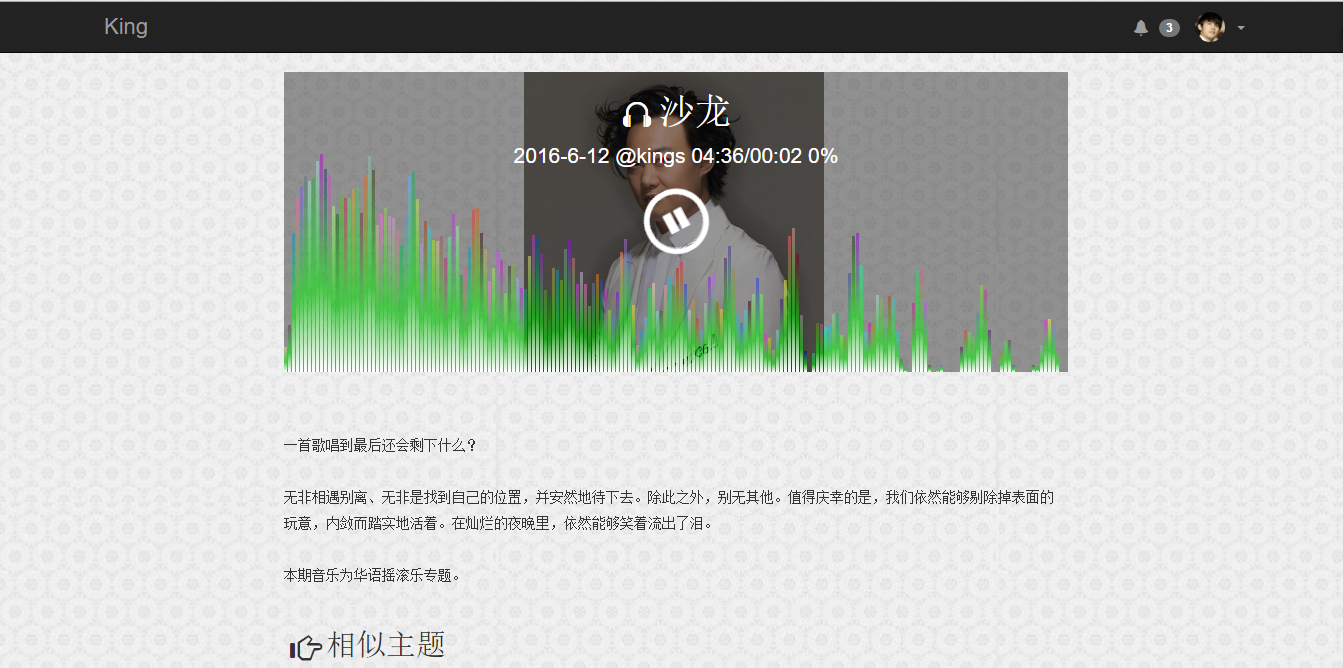 King
3
沙龙
2016-6-12 @kings 04:36/00:02 0%
一首歌唱到最后还会剩下什么？
无非相遇别离、无非是找到自己的位置，并安然地待下去。除此之外，别无其他。值得庆幸的是，我们依然能够剔除掉表面的
玩意，内敛而踏实地活着。在灿烂的夜晚里，依然能够笑着流出了泪。
本期音乐为华语摇滚乐专题。
相似主题